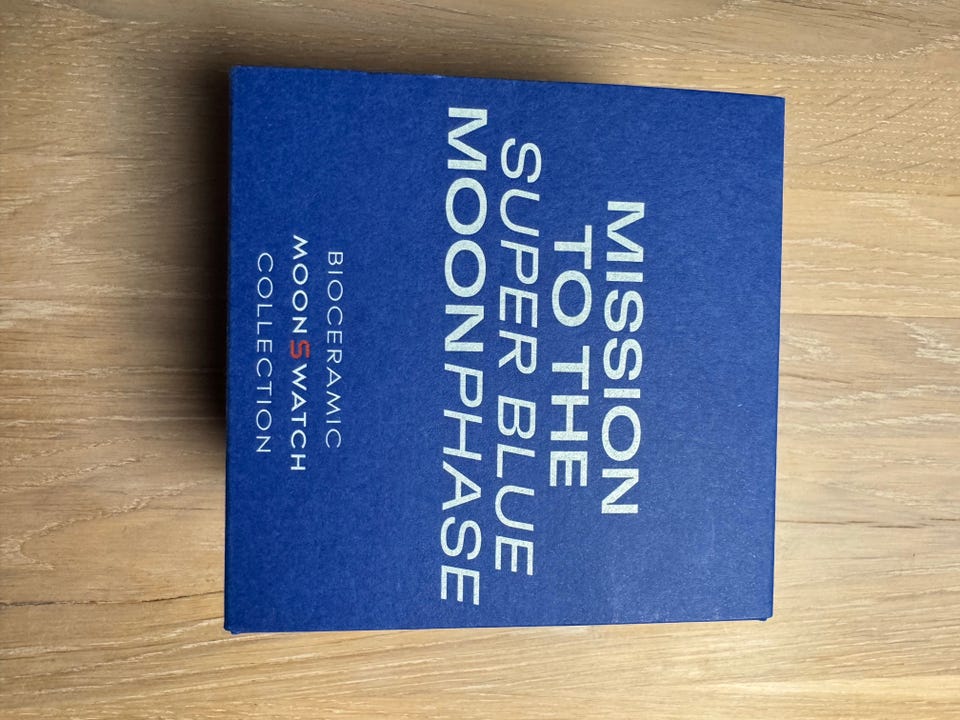 MISSION
TO THE
SUPER BLUE
MOONPHASE
BIOCERAMIC
MOONSWATCH
COLLECTION